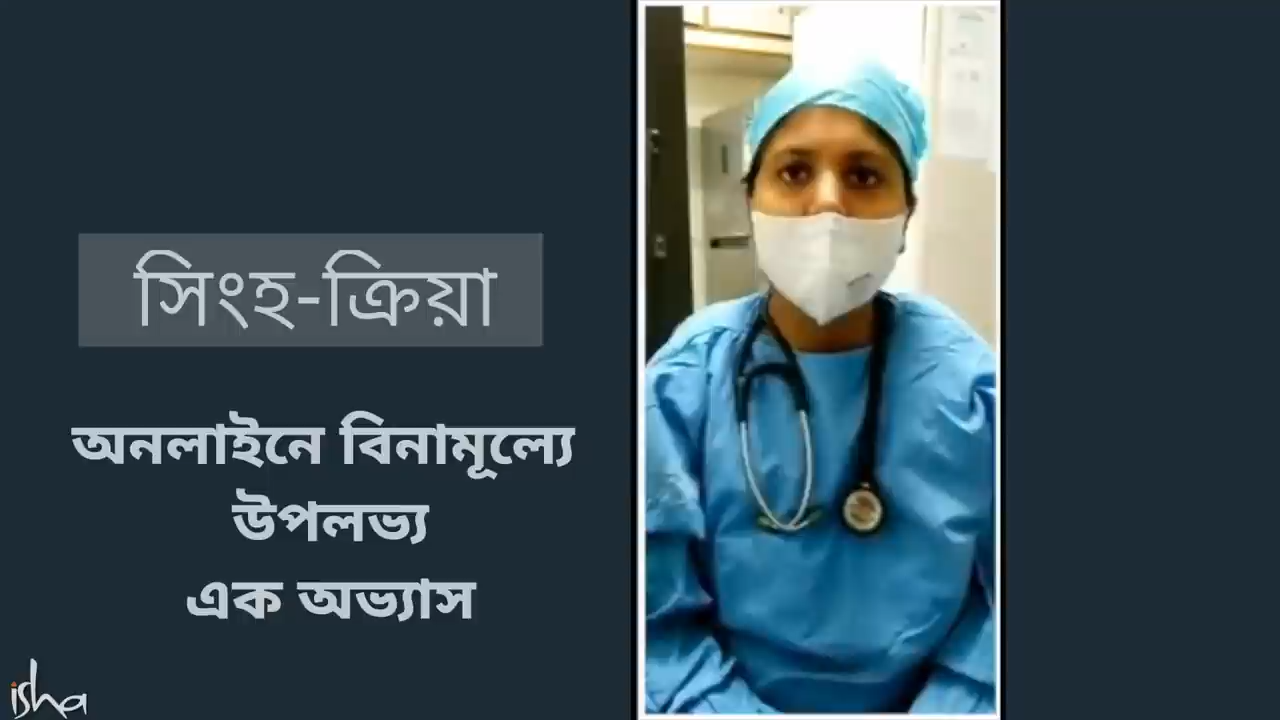 সিংহ-ক্রিয়া
অনলাইনে বিনামূল্যে
উপলভ্য
এক অভ্যাস
isha